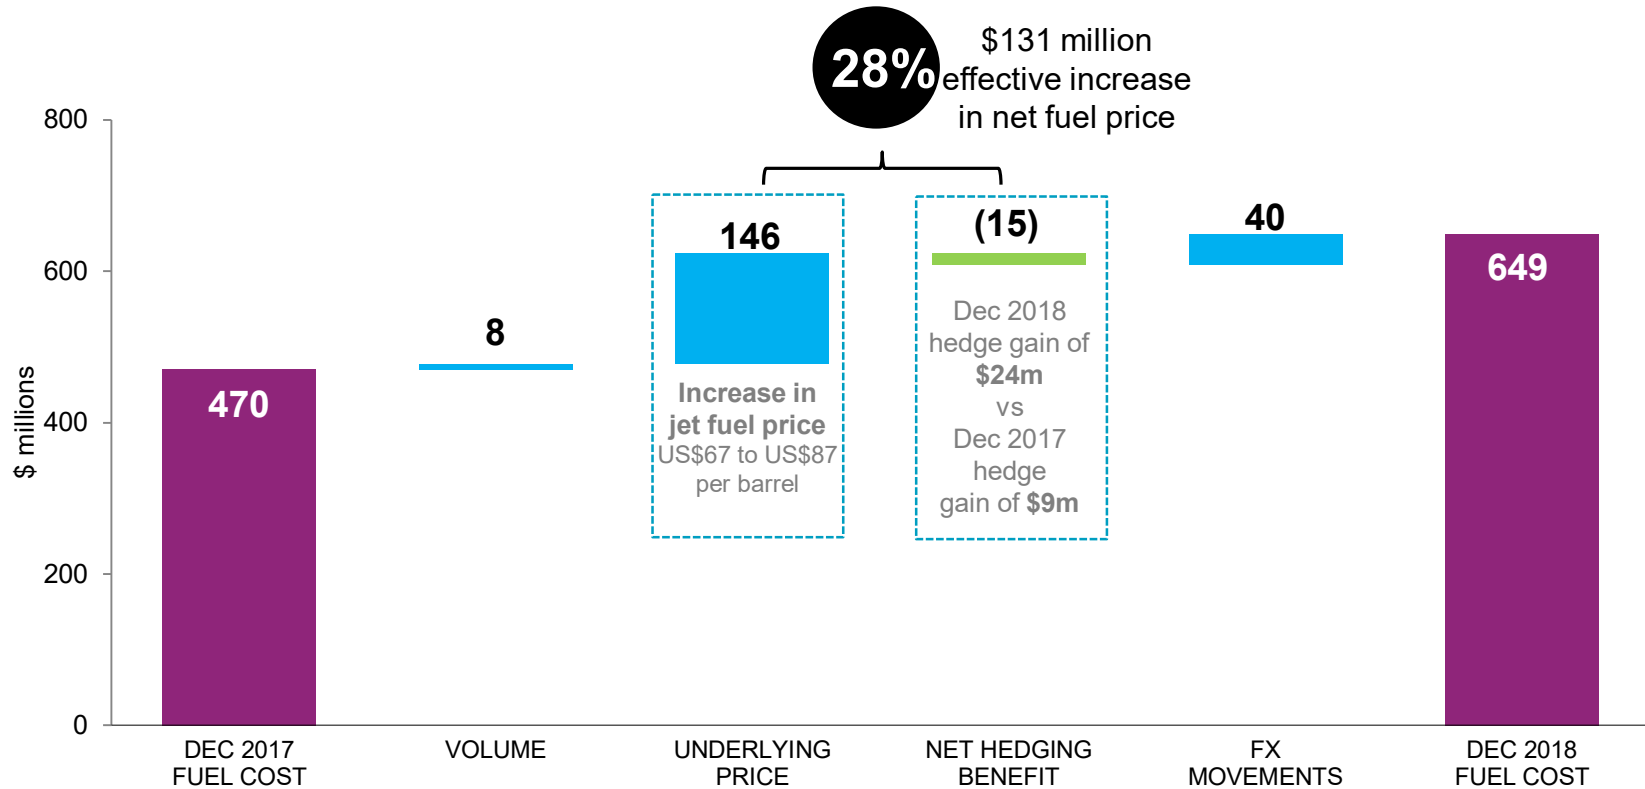 28%
$131 million
effective increase
in net fuel price
$ millions
800
600
400
200
0
470
8
146
Increase in
jet fuel price
US$67 to US$87
per barrel
(15)
Dec 2018
hedge gain of
$24m
vs
Dec 2017
hedge
gain of $9m
40
649
DEC 2017
FUEL COST
VOLUME
UNDERLYING
PRICE
NET HEDGING
BENEFIT
FX
MOVEMENTS
DEC 2018
FUEL COST